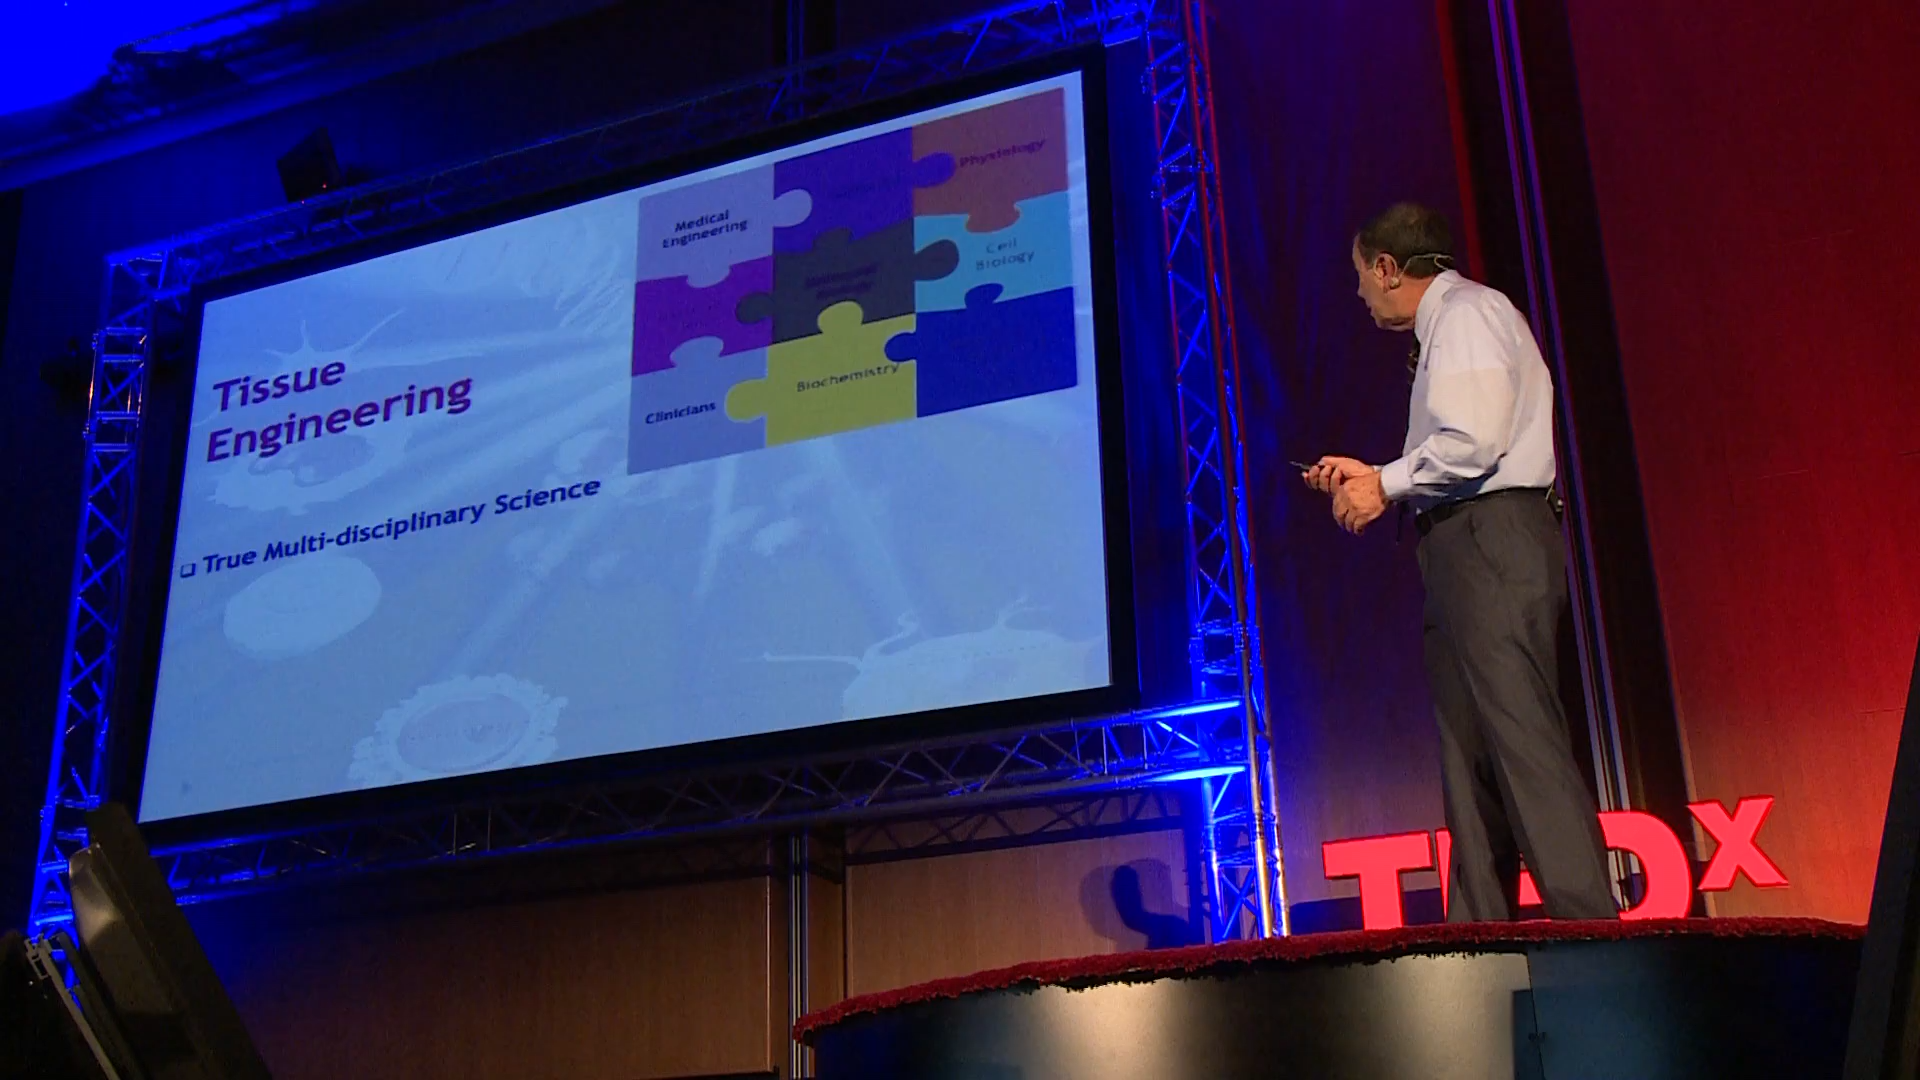 Tissue
Engineering
True Multi-disciplinary Science
Medical
Engineering
Physiology
Cell
Biology
Clinicians
Biochemistry
TEDx